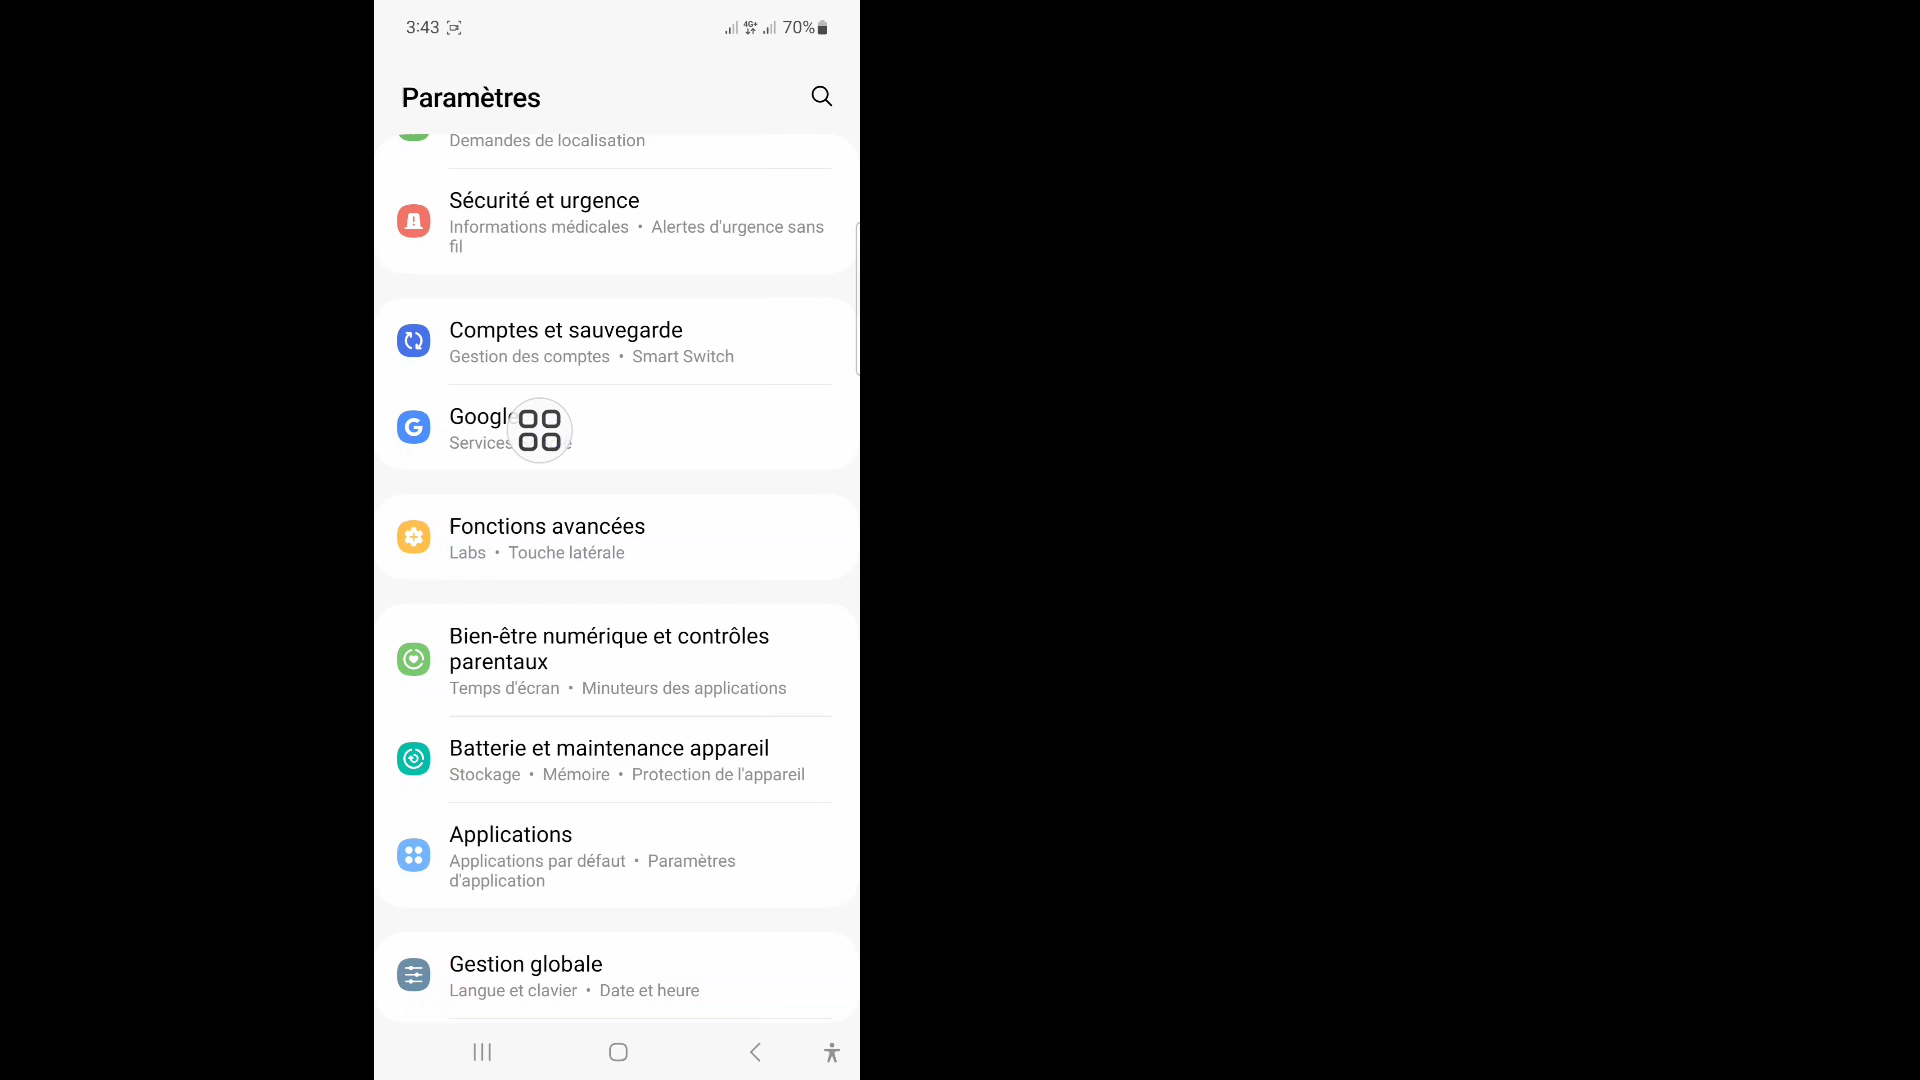 3:43
4G+
70%
Paramètres
Demandes de localisation
Sécurité et urgence
Informations médicales • Alertes d'urgence sans
fil
Comptes et sauvegarde
Gestion des comptes • Smart Switch
Google
Services
Fonctions avancées
Labs • Touche latérale
Bien-être numérique et contrôles
parentaux
Temps d'écran • Minuteurs des applications
Batterie et maintenance appareil
Stockage • Mémoire • Protection de l'appareil
Applications
Applications par défaut • Paramètres
d'application
Gestion globale
Langue et clavier • Date et heure